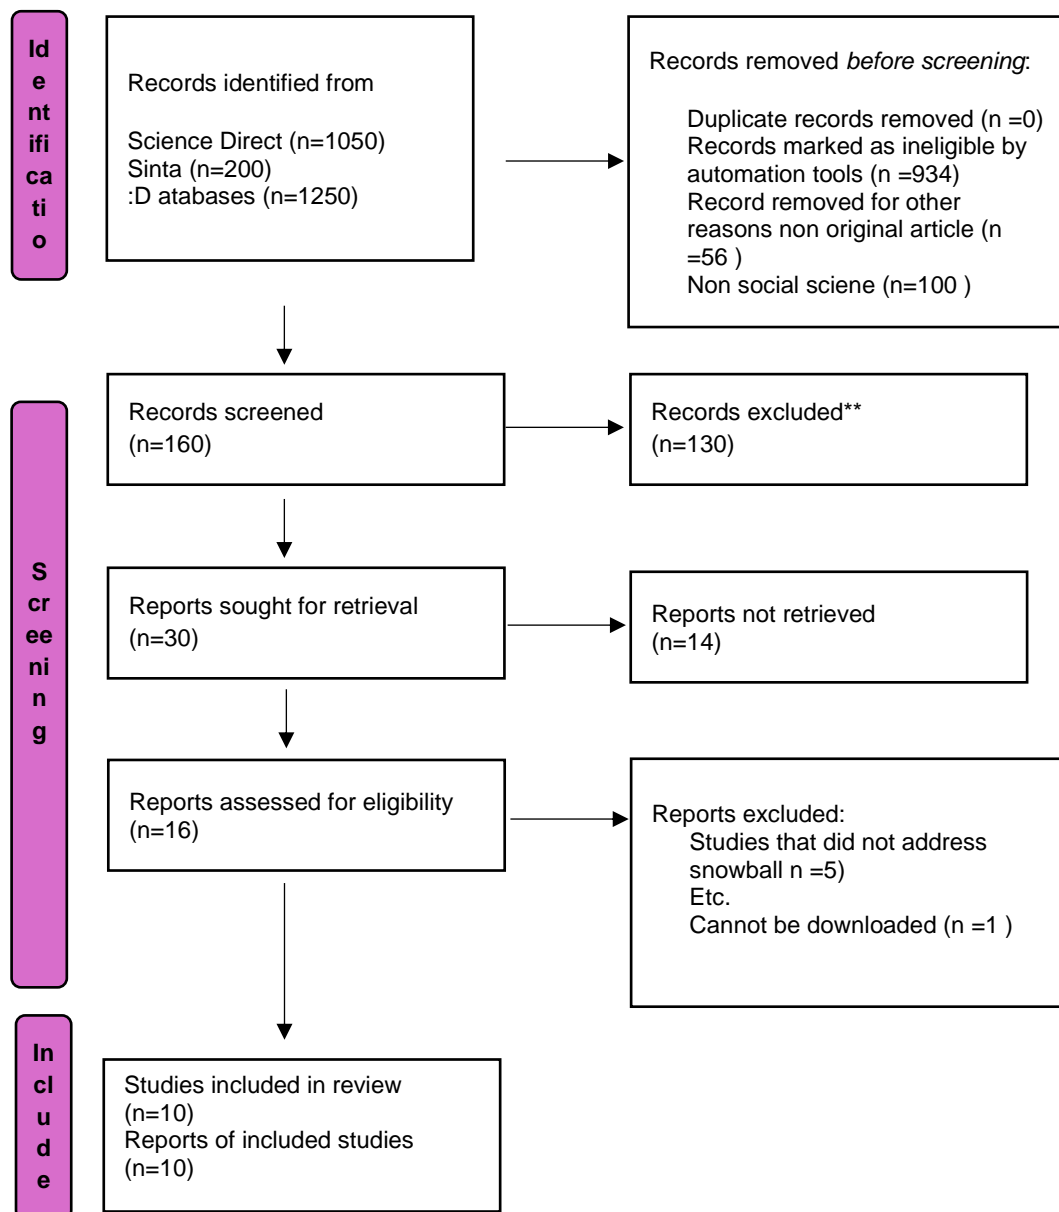 Id
e
nt
ifi
ca
ti
o
Records identified from
Science Direct (n=1050)
Sinta (n=200)
:D atabases (n=1250)
Records removed before screening:
Duplicate records removed (n =0)
Records marked as ineligible by
automation tools (n =934)
Record removed for other
reasons non original article (n
=56 )
Non social sciene (n=100 )
S
cr
ee
ni
n
g
Records screened
(n=160)
Records excluded**
(n=130)
Reports sought for retrieval
(n=30)
Reports not retrieved
(n=14)
Reports assessed for eligibility
(n=16)
Reports excluded:
Studies that did not address
snowball n =5)
Etc.
Cannot be downloaded (n =1 )
In
cl
u
d
e
Studies included in review
(n=10)
Reports of included studies
(n=10)